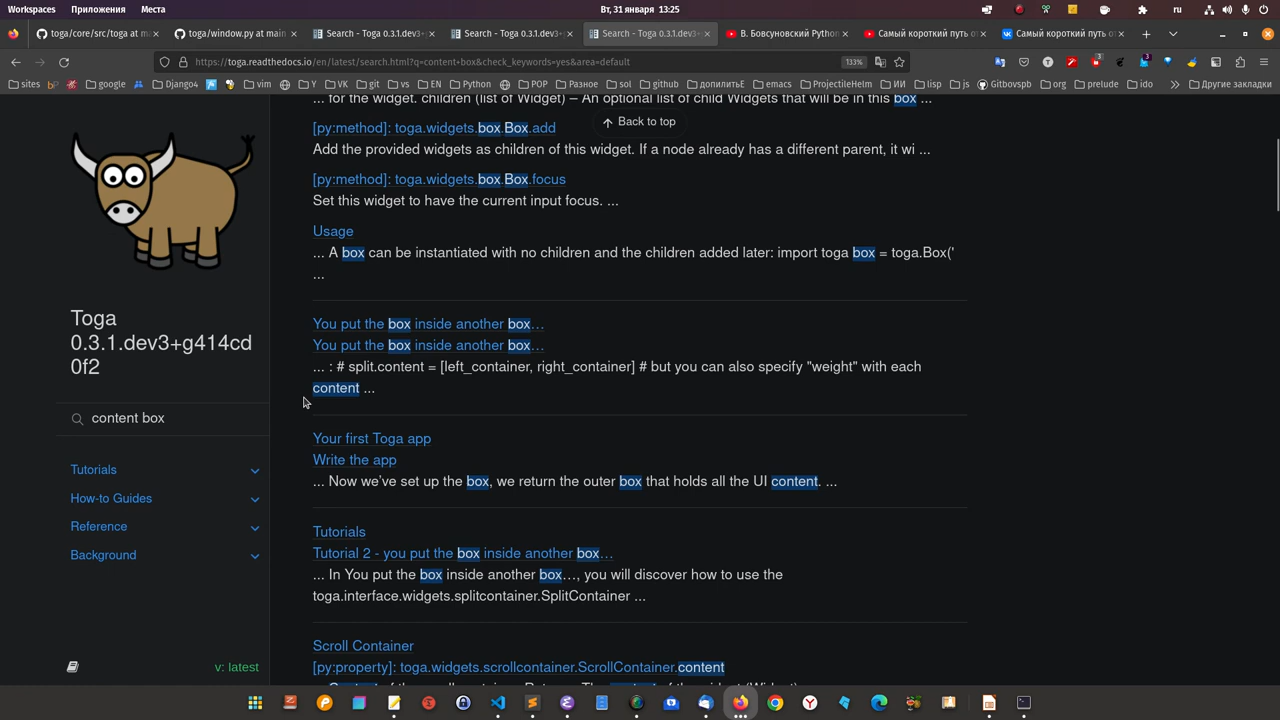 Workspaces Приложения Места Вт, 31 января 13:25 ru
toga/core/src/toga at ma toga/window.py at main Search - Toga 0.3.1.dev3+ Search - Toga 0.3.1.dev3+g Search - Toga 0.3.1.dev3+ В. Бовсуновский Python Самый короткий путь от Самый короткий путь от
https://toga.readthedocs.io/en/latest/search.html?q=content+box&check_keywords=yes&area=default 133%
sites google Django4 YK vk vim Y VK git vs EN Python POP Разное sol github допилитьЕ emacs ProjectileHelm Компиляция Gitbovspb org prelude ido Другие закладки
... for the widget. children (list of Widget) – An optional list of child Widgets that will be in this box ...
Back to top
[py:method]: toga.widgets.box.Box.add
Add the provided widgets as children of this widget. If a node already has a different parent, it wi ...
[py:method]: toga.widgets.box.Box.focus
Set this widget to have the current input focus. ...
Usage
... A box can be instantiated with no children and the children added later: import toga box = toga.Box('
...
You put the box inside another box…
You put the box inside another box…
... : # split.content = [left_container, right_container] # but you can also specify "weight" with each
content ...
Your first Toga app
Write the app
... Now we've set up the box, we return the outer box that holds all the UI content. ...
Tutorials
Tutorial 2 - you put the box inside another box…
... In You put the box inside another box…, you will discover how to use the
toga.interface.widgets.splitcontainer.SplitContainer ...
Scroll Container
[py:property]: toga.widgets.scrollcontainer.ScrollContainer.content
Toga
0.3.1.dev3+g414cd
0f2
content box
Tutorials
How-to Guides
Reference
Background
v: latest